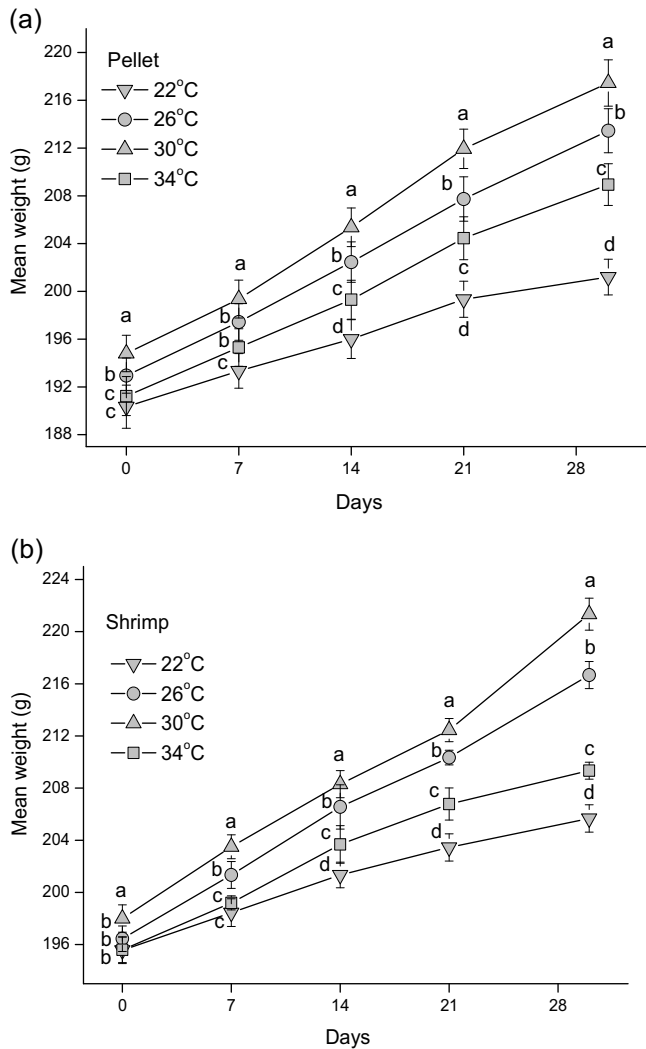 (a)
Pellet
22°C
26°C
30°C
34°C
Mean weight (g)
220
216
212
208
204
200
196
192
188
a
b
c
c
a
b
b
c
a
b
c
d
a
b
c
d
a
b
c
d
0 7 14 21 28
Days
(b)
Shrimp
22°C
26°C
30°C
34°C
Mean weight (g)
224
220
216
212
208
204
200
196
a
b
b
b
a
b
c
c
a
b
c
d
a
b
c
d
a
b
c
d
0 7 14 21 28
Days